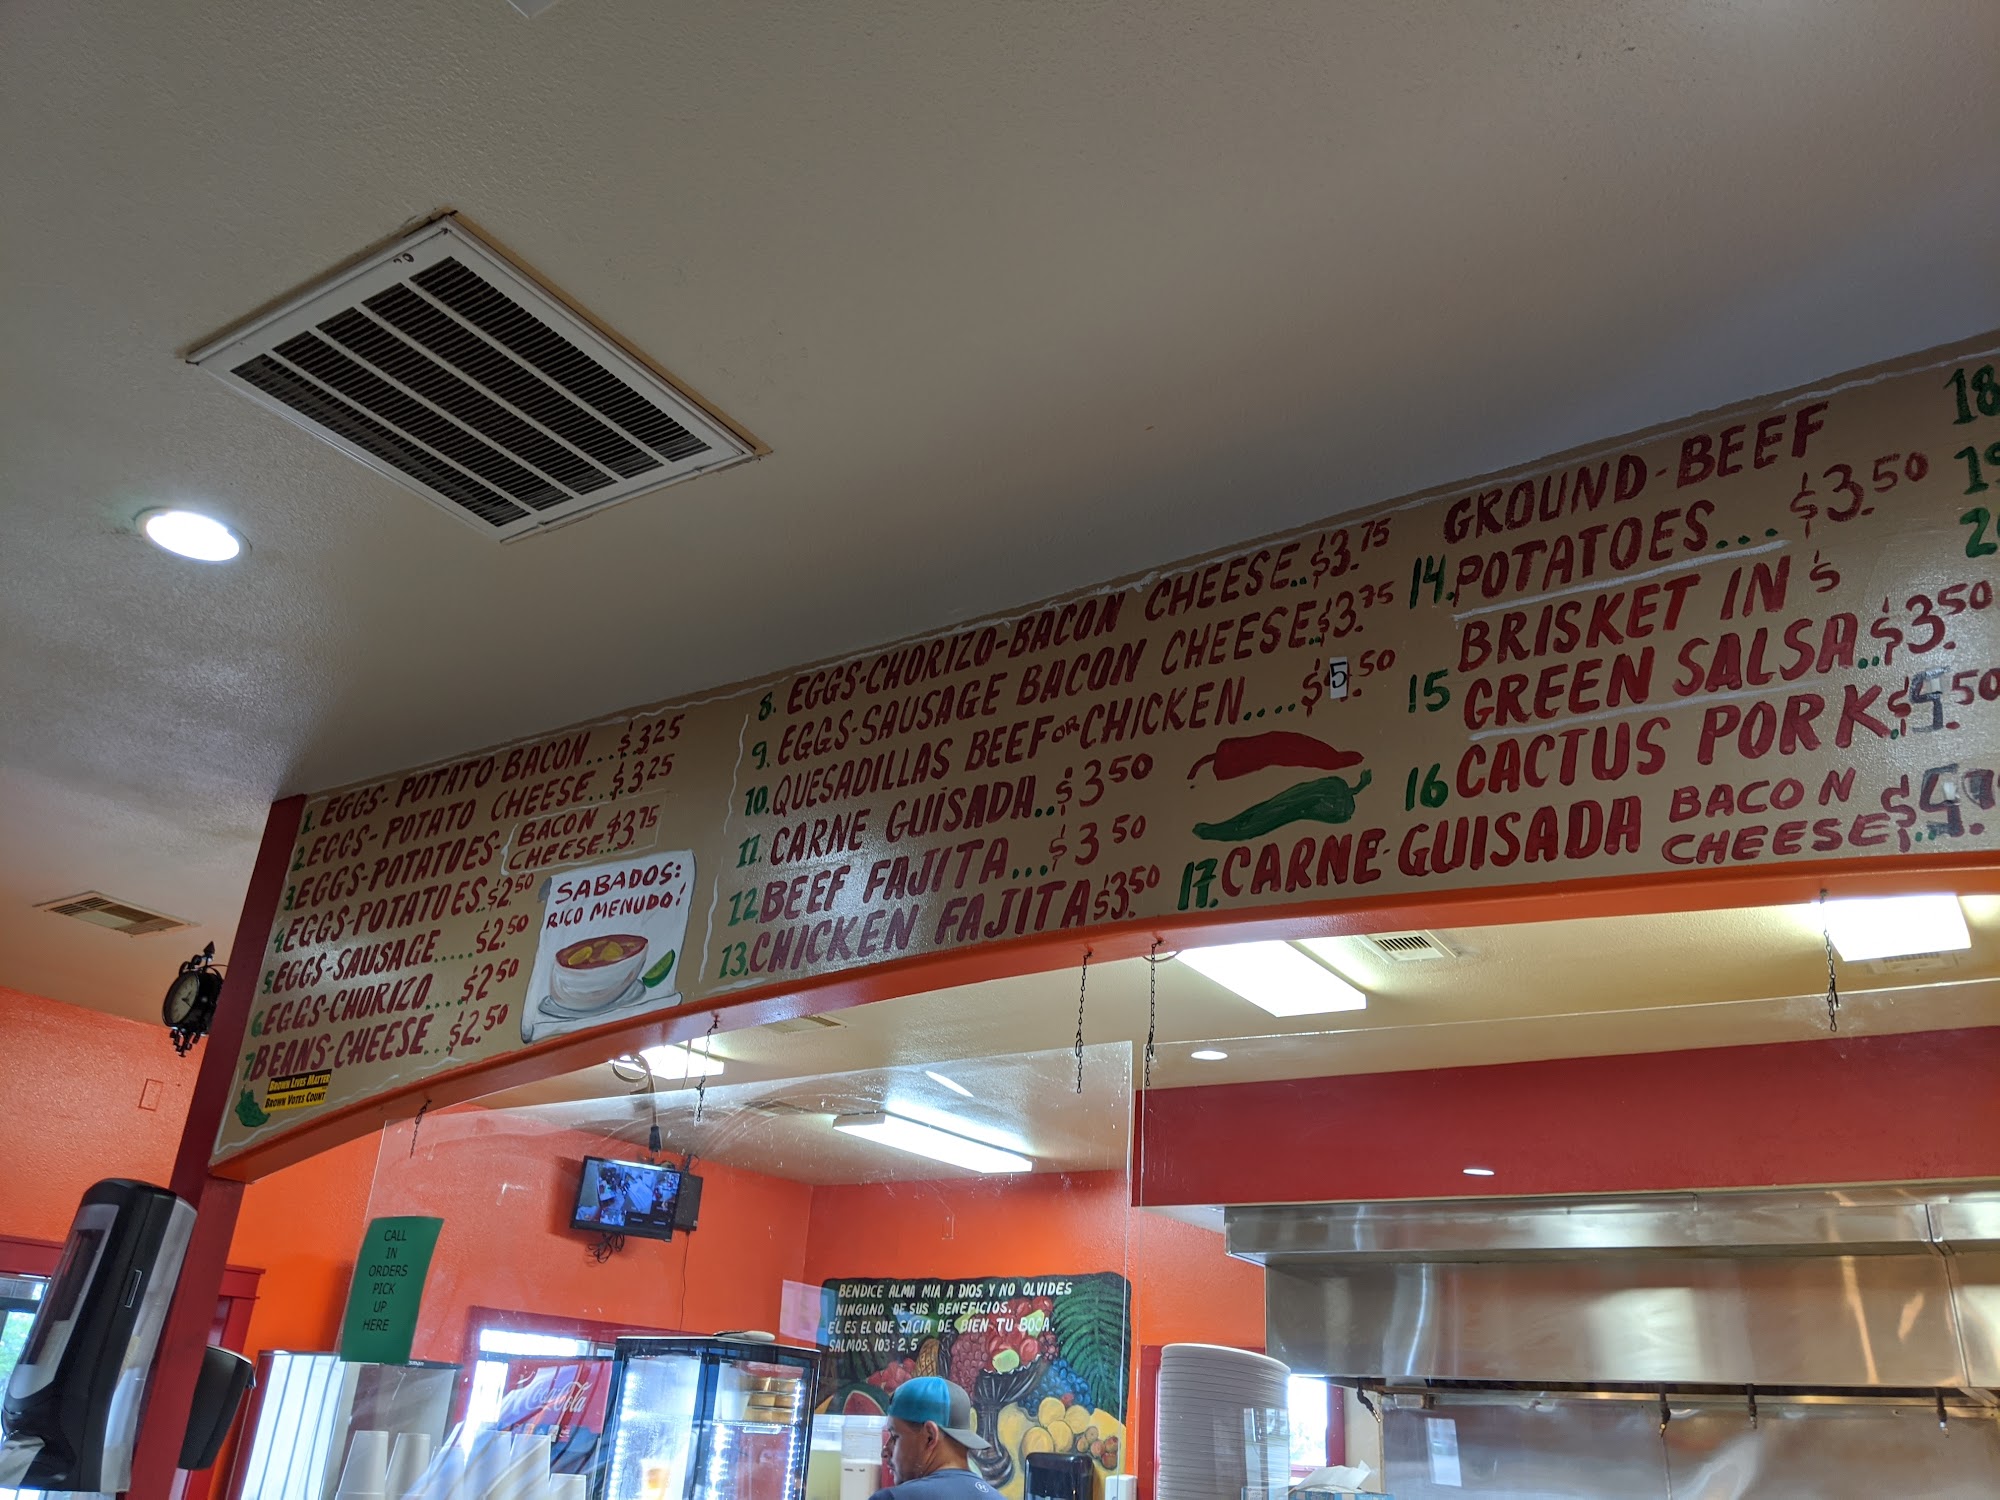 1. EGGS-POTATO-BACON...$3.25
2. EGGS-POTATO CHEESE..$3.25
3. EGGS-POTATOES-BACON CHEESE..$3.75
4. EGGS-POTATOES..$2.50
5. EGGS-SAUSAGE.....$2.50
6. EGGS-CHORIZO....$2.50
7. BEANS-CHEESE..$2.50
BROWN LIVES MATTER
BROWN VOTES COUNT
SABADOS:
RICO MENUDO!
8. EGGS-CHORIZO-BACON CHEESE..$3.75
9. EGGS-SAUSAGE BACON CHEESE..$3.75
10. QUESADILLAS BEEF OR CHICKEN....$5.50
11. CARNE GUISADA..$3.50
12. BEEF FAJITA...$3.50
13. CHICKEN FAJITA $3.50
GROUND-BEEF
14. POTATOES...$3.50
BRISKET IN $
15 GREEN SALSA..$3.50
16 CACTUS PORK.$5.50
17. CARNE-GUISADA BACON
CHEESE
18
19
CALL
IN
ORDERS
PICK
UP
HERE
BENDICE ALMA MIA A DIOS Y NO OLVIDES
NINGUNO DE SUS BENEFICIOS.
EL ES EL QUE SACIA DE BIEN TU BOCA.
SALMOS, 103: 2,5
Coca-Cola